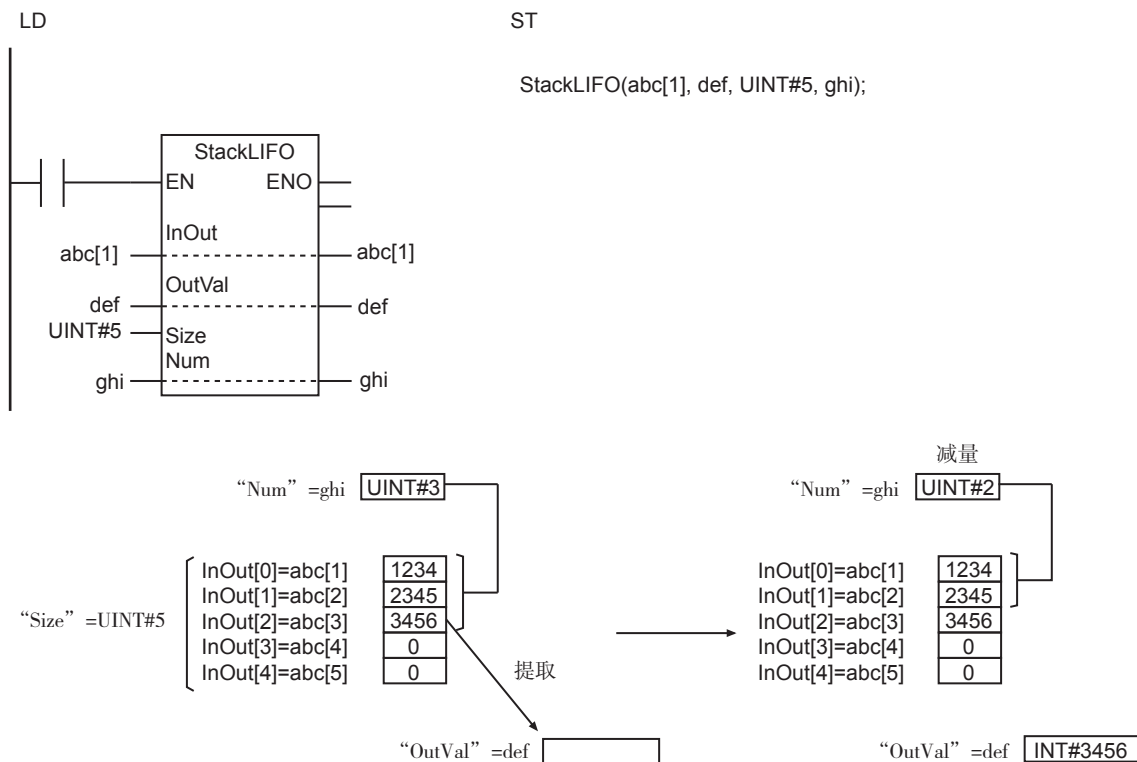 LD
ST
StackLIFO(abc[1], def, UINT#5, ghi);
StackLIFO
EN ENO
InOut
abc[1] abc[1]
OutVal
def def
UINT#5 Size
Num
ghi ghi
减量
“Num”=ghi UINT#3
“Num”=ghi UINT#2
“Size”=UINT#5
InOut[0]=abc[1] 1234
InOut[1]=abc[2] 2345
InOut[2]=abc[3] 3456
InOut[3]=abc[4] 0
InOut[4]=abc[5] 0
提取
“OutVal”=def
InOut[0]=abc[1] 1234
InOut[1]=abc[2] 2345
InOut[2]=abc[3] 3456
InOut[3]=abc[4] 0
InOut[4]=abc[5] 0
“OutVal”=def INT#3456